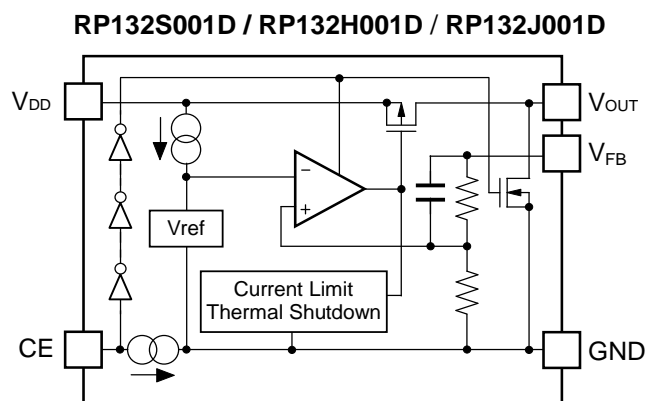 RP132S001D / RP132H001D / RP132J001D
VDD
VOUT
VFB
−
+
Vref
Current Limit
Thermal Shutdown
CE
GND